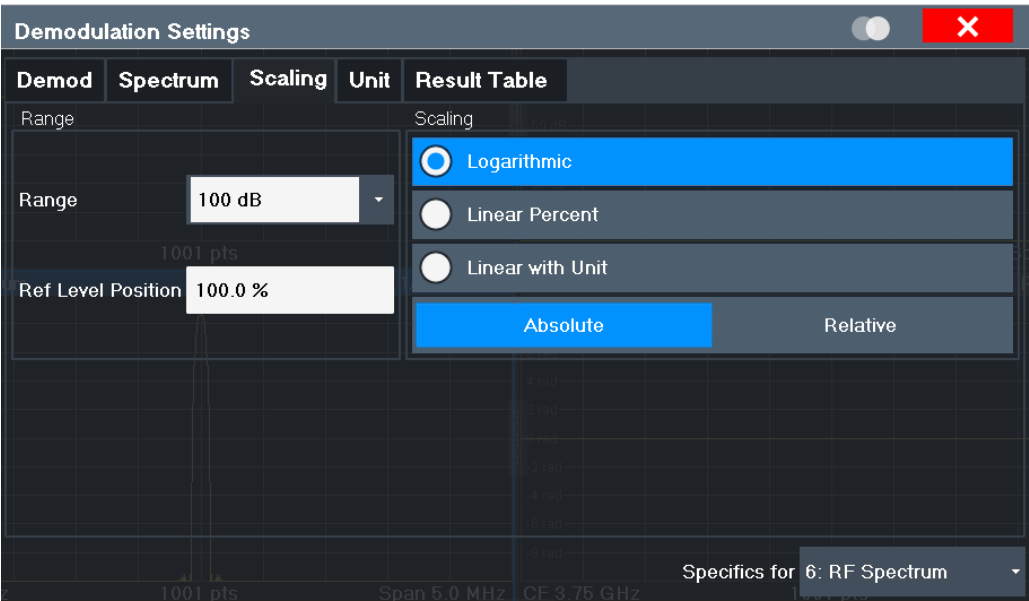 Demodulation Settings
Demod Spectrum Scaling Unit Result Table
Range Scaling
Logarithmic
Range 100 dB
Linear Percent
1001 pts
Linear with Unit
Ref Level Position 100.0 %
Absolute Relative
4 rad
2 rad
0 rad
-2 rad
-4 rad
-6 rad
-8 rad
Specifics for 6: RF Spectrum
1001 pts Span 5.0 MHz CF 3.75 GHz 1001 pts